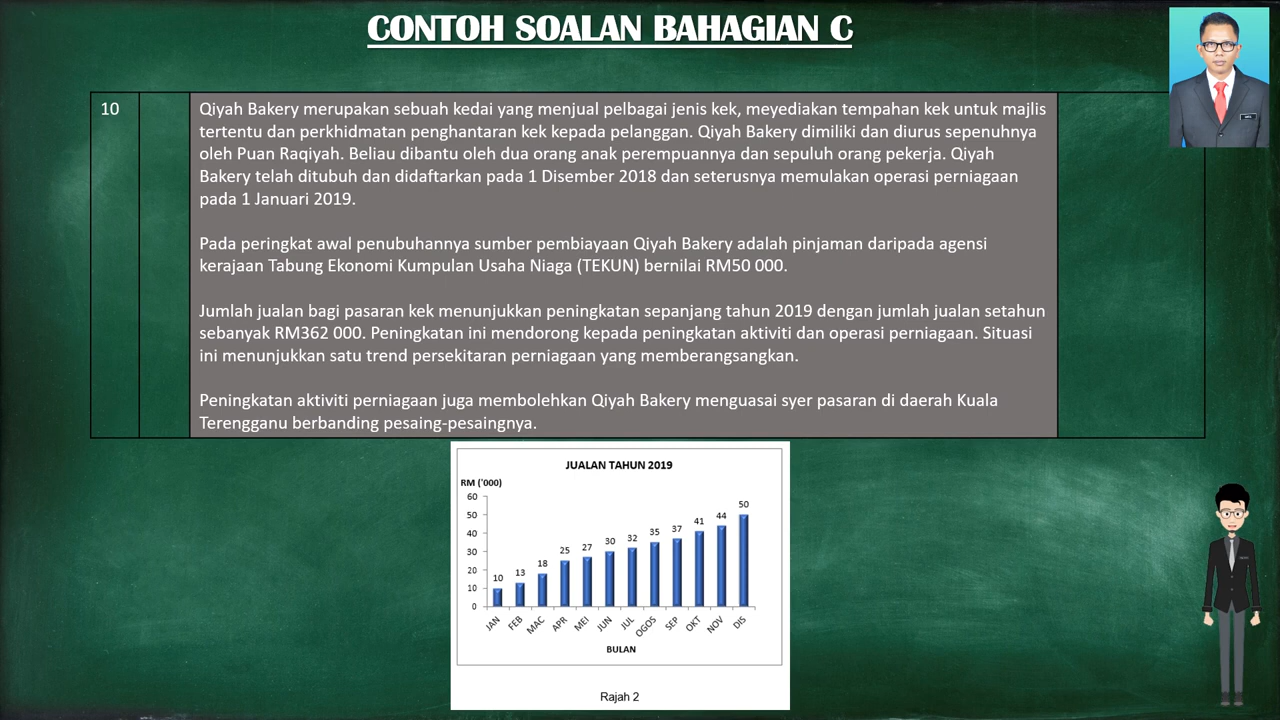 CONTOH SOALAN BAHAGIAN C
10
Qiyah Bakery merupakan sebuah kedai yang menjual pelbagai jenis kek, meyediakan tempahan kek untuk majlis
tertentu dan perkhidmatan penghantaran kek kepada pelanggan. Qiyah Bakery dimiliki dan diurus sepenuhnya
oleh Puan Raqiyah. Beliau dibantu oleh dua orang anak perempuannya dan sepuluh orang pekerja. Qiyah
Bakery telah ditubuh dan didaftarkan pada 1 Disember 2018 dan seterusnya memulakan operasi perniagaan
pada 1 Januari 2019.
Pada peringkat awal penubuhannya sumber pembiayaan Qiyah Bakery adalah pinjaman daripada agensi
kerajaan Tabung Ekonomi Kumpulan Usaha Niaga (TEKUN) bernilai RM50 000.
Jumlah jualan bagi pasaran kek menunjukkan peningkatan sepanjang tahun 2019 dengan jumlah jualan setahun
sebanyak RM362 000. Peningkatan ini mendorong kepada peningkatan aktiviti dan operasi perniagaan. Situasi
ini menunjukkan satu trend persekitaran perniagaan yang memberangsangkan.
Peningkatan aktiviti perniagaan juga membolehkan Qiyah Bakery menguasai syer pasaran di daerah Kuala
Terengganu berbanding pesaing-pesaingnya.
JUALAN TAHUN 2019
RM ('000)
60
50
40
30
20
10
0
10 13 18 25 27 30 32 35 37 41 44 50
JAN FEB MAC APR MEI JUN JUL OGOS SEP OKT NOV DIS
BULAN
Rajah 2